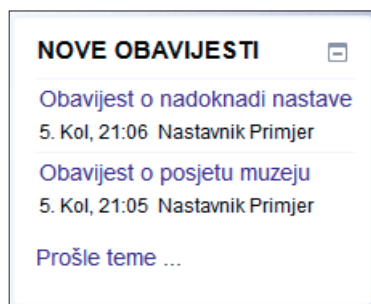 NOVE OBAVIJESTI
Obavijest o nadoknadi nastave
5. Kol, 21:06 Nastavnik Primjer
Obavijest o posjetu muzeju
5. Kol, 21:05 Nastavnik Primjer
Prošle teme ...